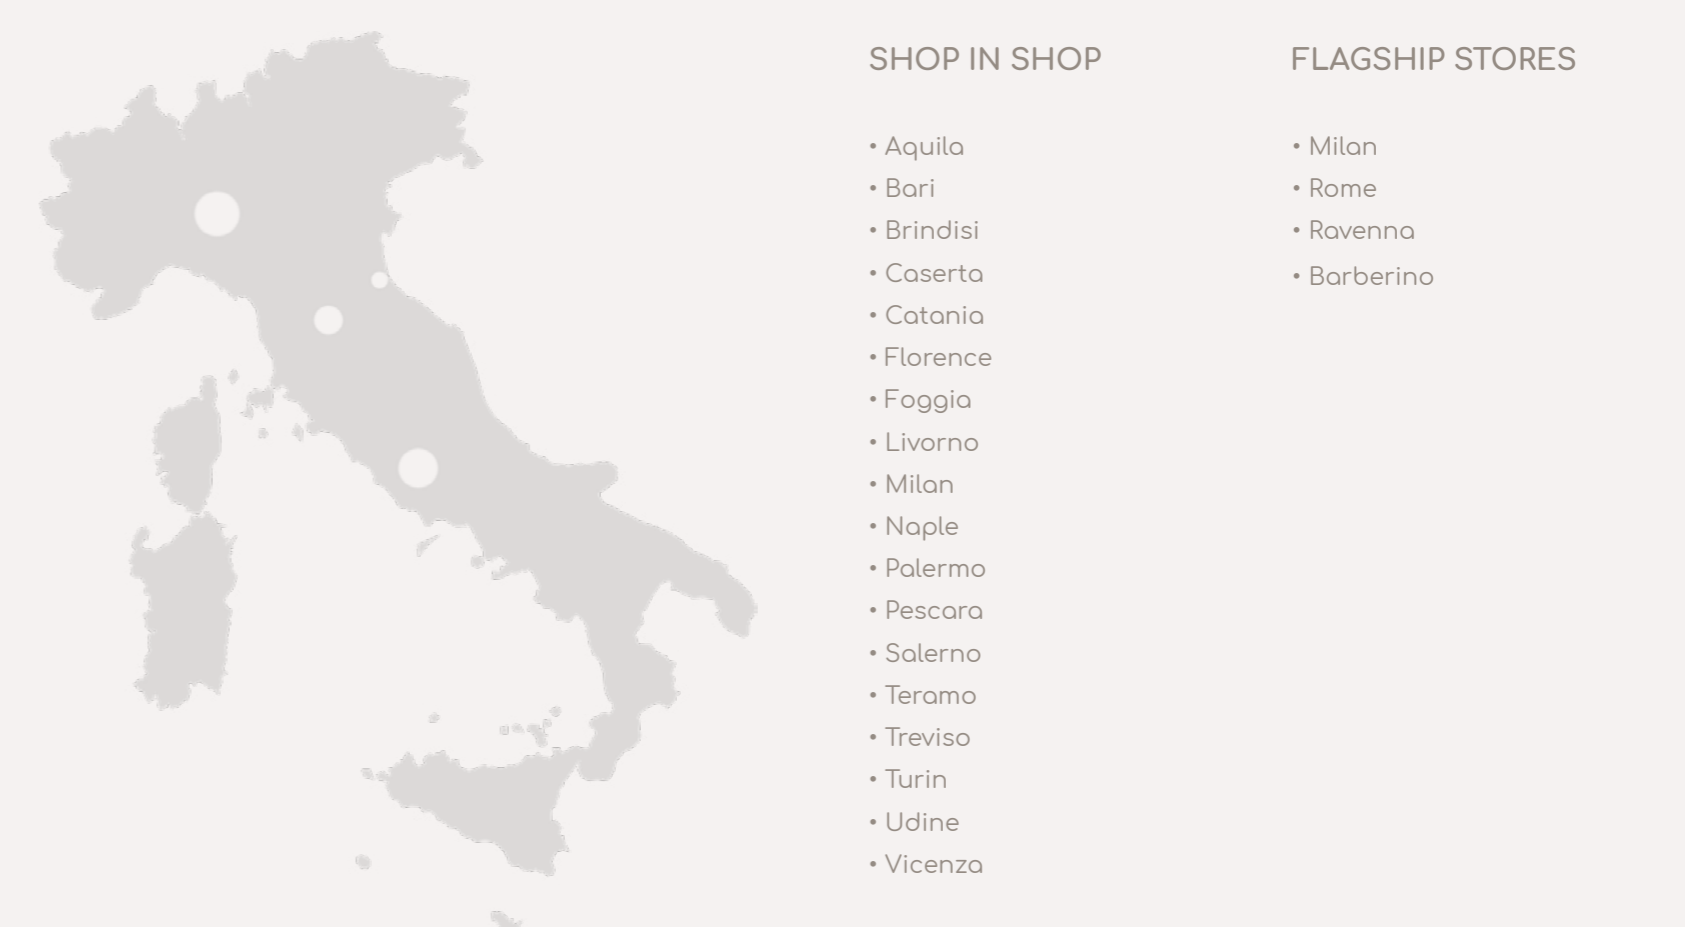 SHOP IN SHOP
• Aquila
• Bari
• Brindisi
• Caserta
• Catania
• Florence
• Foggia
• Livorno
• Milan
• Naple
• Palermo
• Pescara
• Salerno
• Teramo
• Treviso
• Turin
• Udine
• Vicenza
FLAGSHIP STORES
• Milan
• Rome
• Ravenna
• Barberino